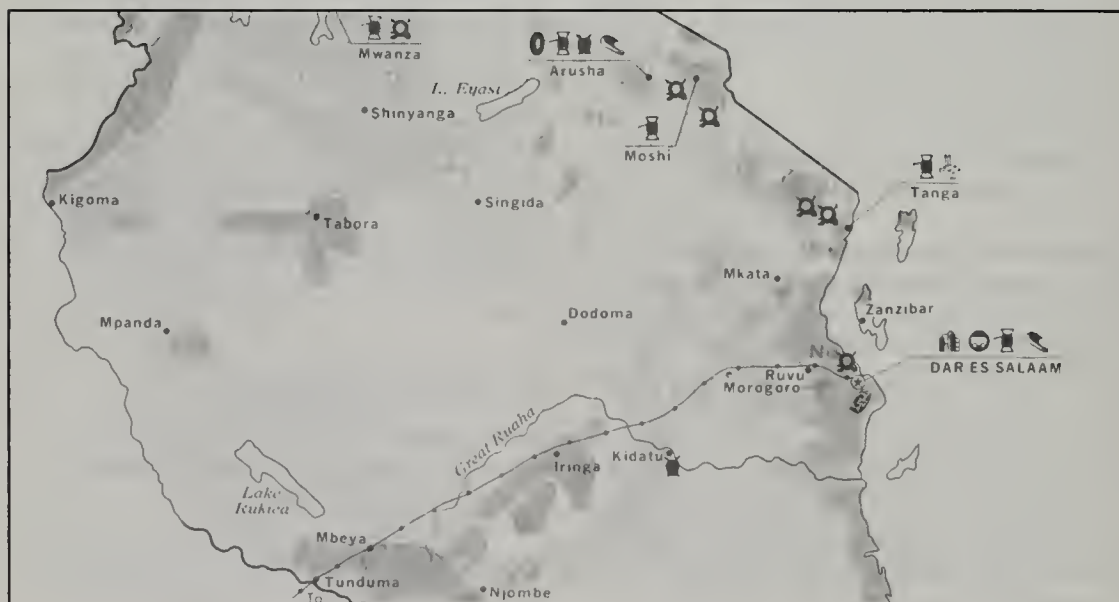 Mwanza
Arusha
L. Eyasi
Shinyanga
Moshi
Kigoma
Tanga
Singida
Tabora
Mkata
Dodoma
Zanzibar
Mpanda
DAR ES SALAAM
Ruvu
Morogoro
Great Ruaha
Kidatu
Iringa
Lake
Rukwa
Mbeya
Tunduma
Njombe
To